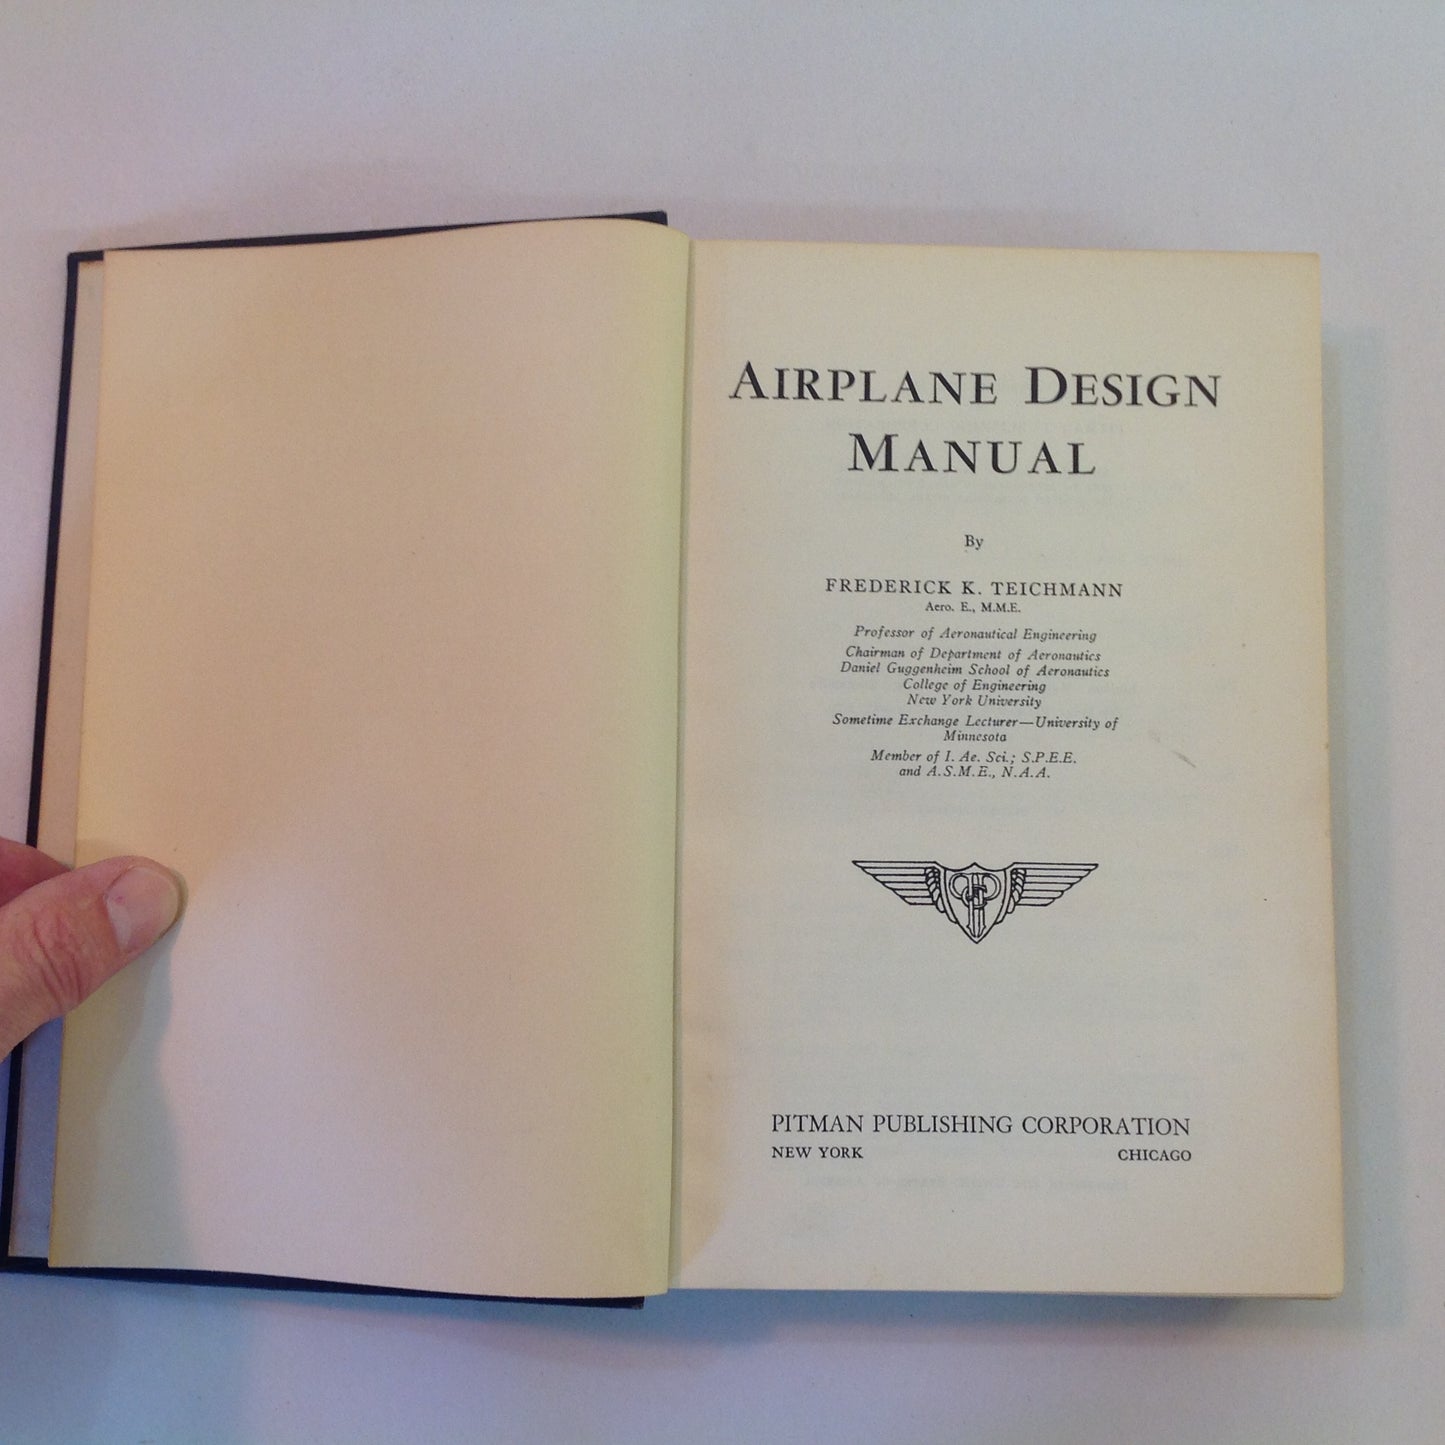 AIRPLANE DESIGN
MANUAL
By
FREDERICK K. TEICHMANN
Aero. E., M.M.E.
Professor of Aeronautical Engineering
Chairman of Department of Aeronautics
Daniel Guggenheim School of Aeronautics
College of Engineering
New York University
Sometime Exchange Lecturer—University of
Minnesota
Member of I. Ae. Sci.; S.P.E.E.
and A.S.M.E., N.A.A.
PITMAN PUBLISHING CORPORATION
NEW YORK CHICAGO